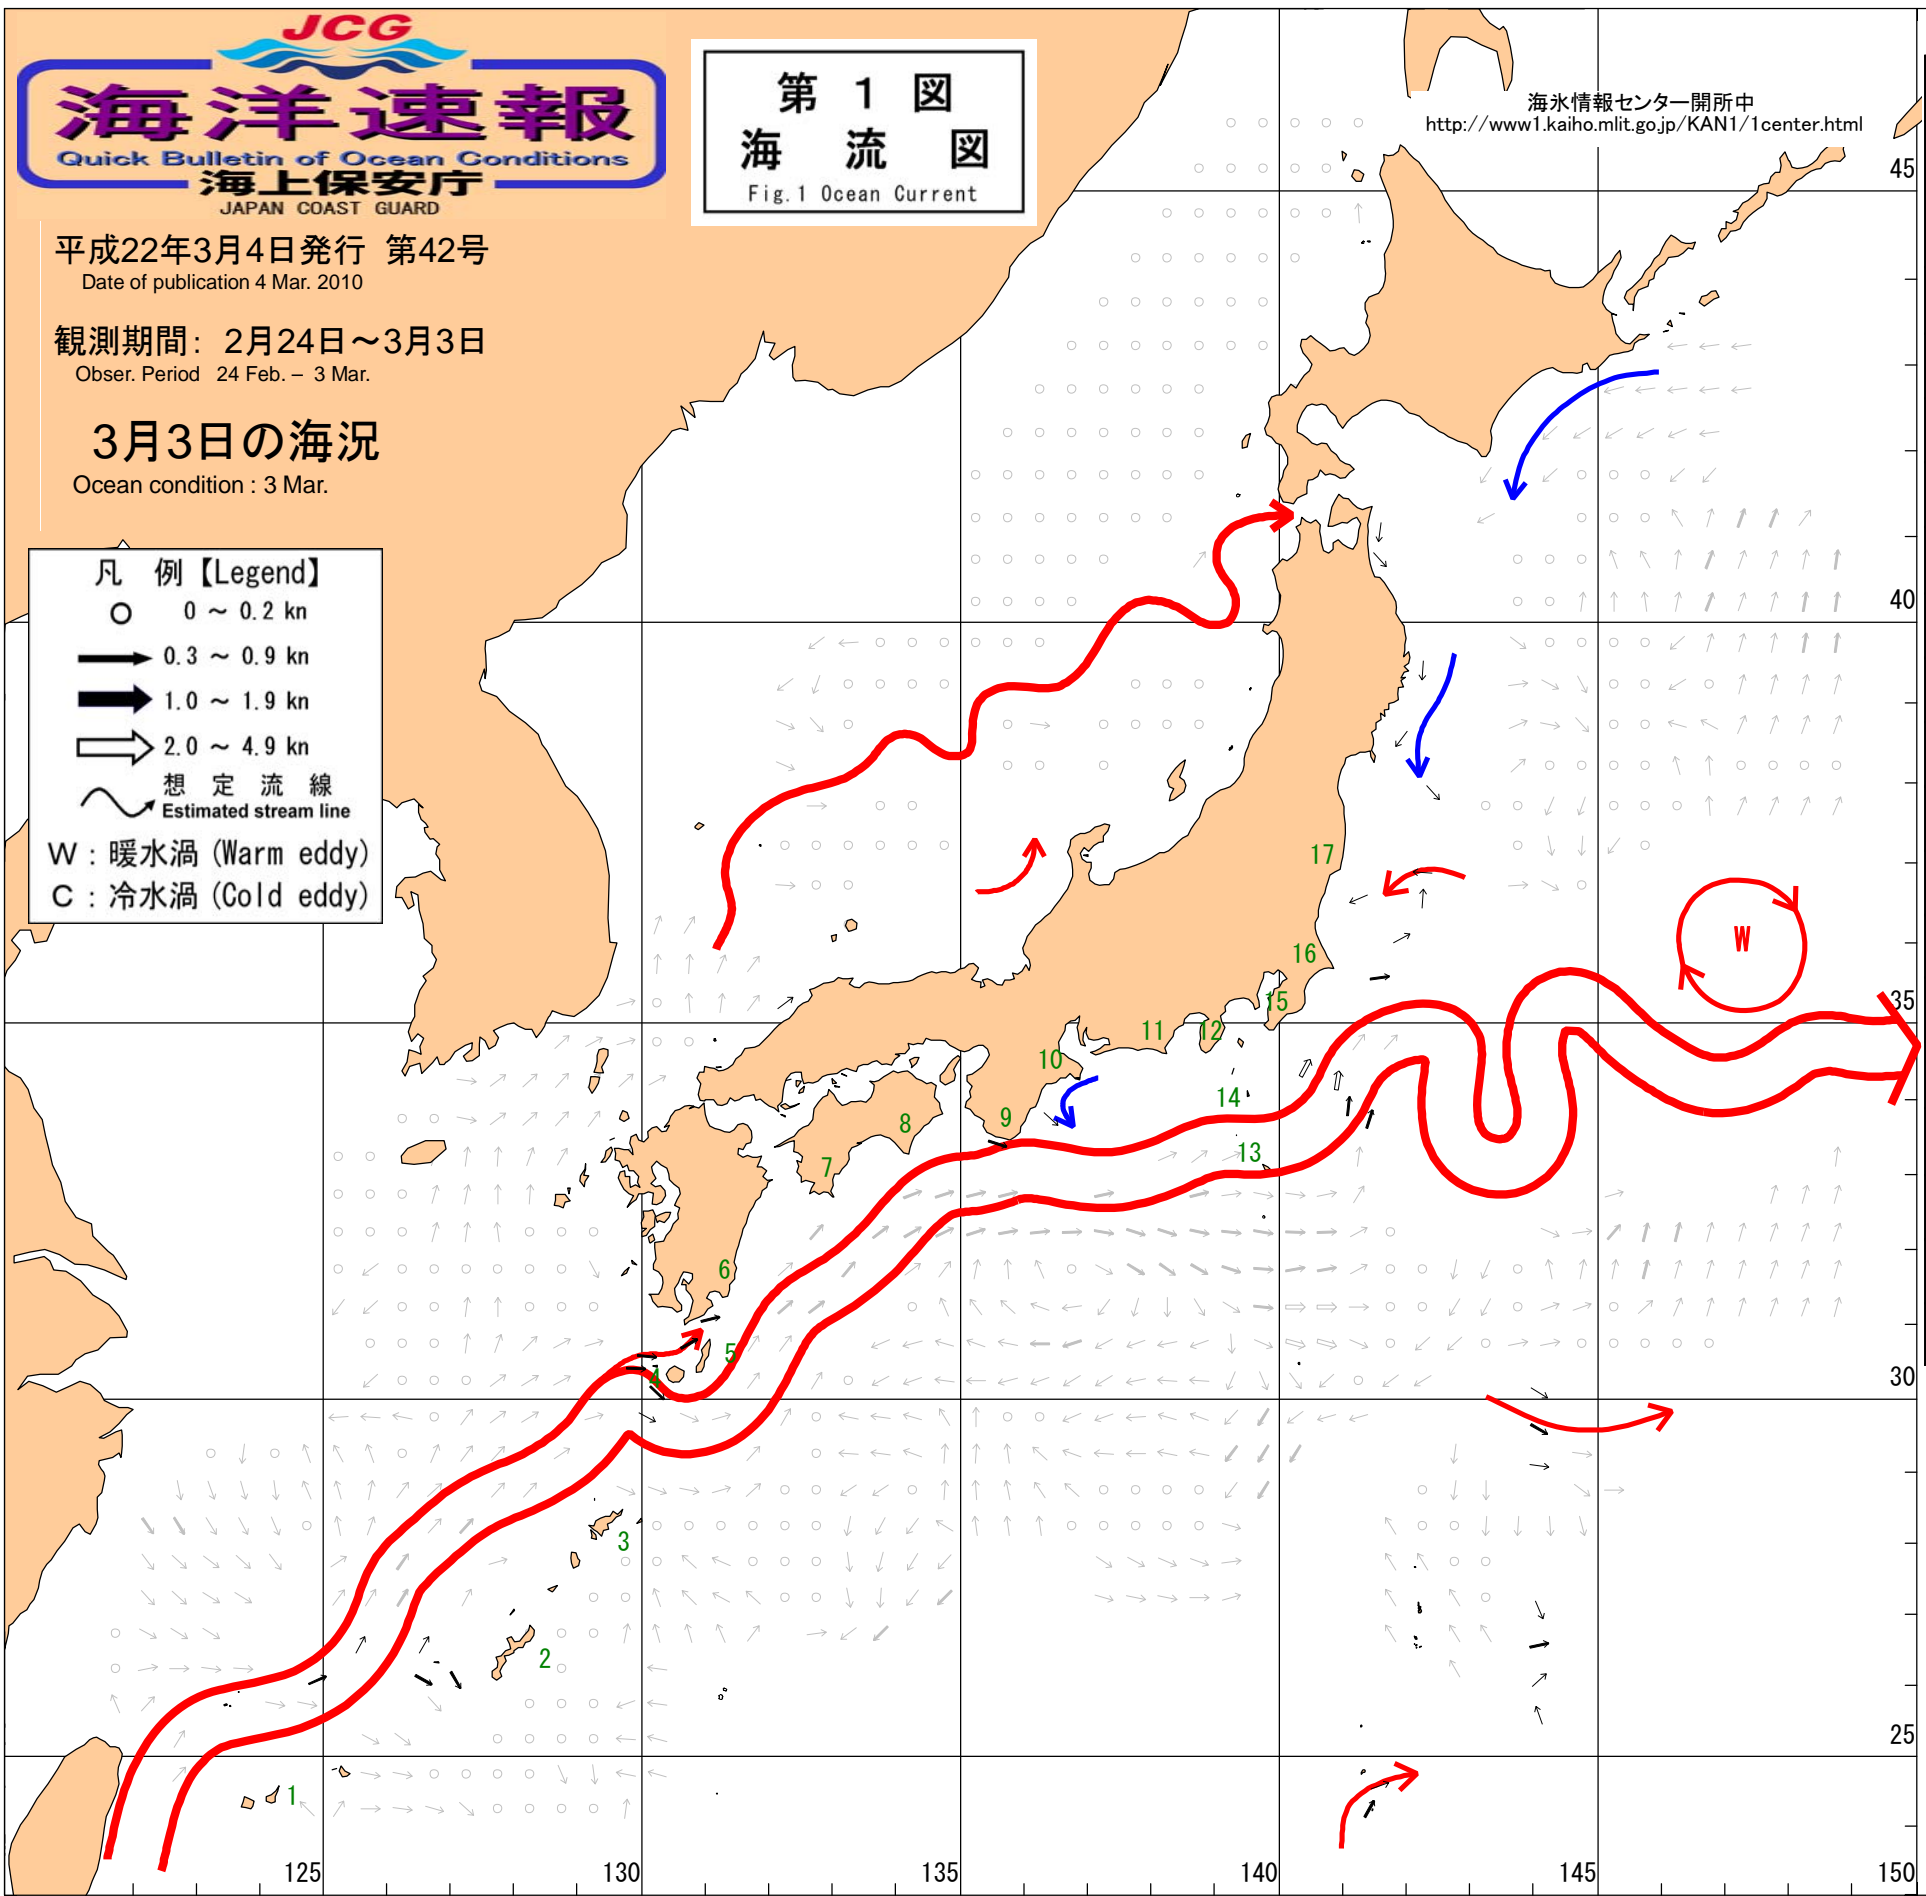 JCG
海洋速報
Quick Bulletin of Ocean Conditions
海上保安庁
JAPAN COAST GUARD
第 1 図
海 流 図
Fig.1 Ocean Current
海氷情報センター開所中
http://www1.kaiho.mlit.go.jp/KAN1/1center.html
平成22年3月4日発行 第42号
Date of publication 4 Mar. 2010
観測期間： 2月24日～3月3日
Obser. Period 24 Feb. – 3 Mar.
3月3日の海況
Ocean condition : 3 Mar.
凡 例【Legend】
0 ～ 0.2 kn
0.3 ～ 0.9 kn
1.0 ～ 1.9 kn
2.0 ～ 4.9 kn
想 定 流 線
Estimated stream line
W : 暖水渦 (Warm eddy)
C : 冷水渦 (Cold eddy)
45
40
17
W
16
35
15
11
12
10
14
9
8
13
7
6
5
4
30
3
2
25
1
125
130
135
140
145
150